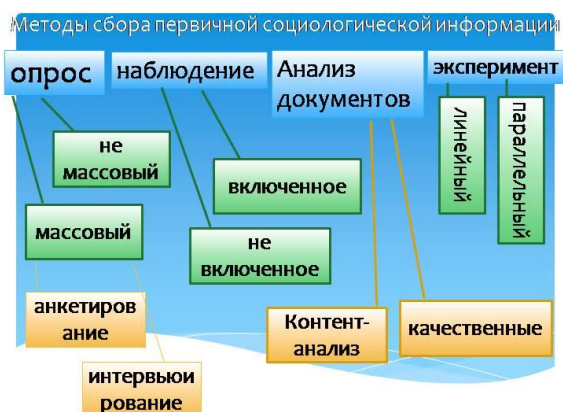 Методы сбора первичной социологической информации
опрос
наблюдение
Анализ
документов
эксперимент
линейный
параллельный
не
массовый
включенное
массовый
не
включенное
анкетиров
ание
Контент-
анализ
качественные
интервьюи
рование